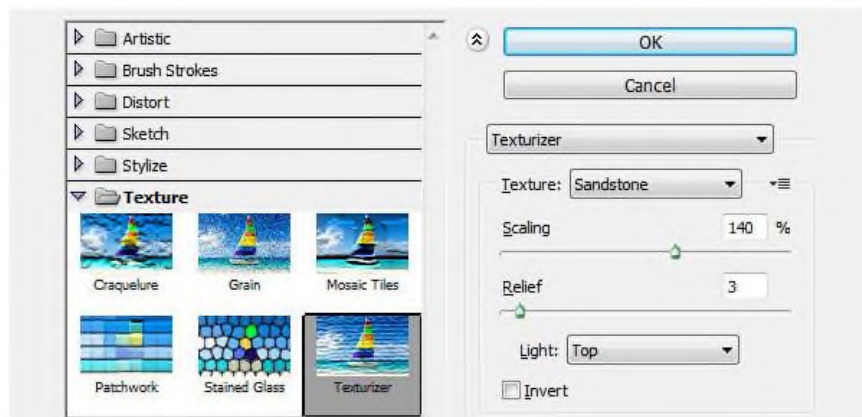 Artistic
Brush Strokes
Distort
Sketch
Stylize
Texture
Craquelure
Grain
Mosaic Tiles
Patchwork
Stained Glass
Texturizer
OK
Cancel
Texturizer
Texture: Sandstone
Scaling 140 %
Relief 3
Light: Top
Invert